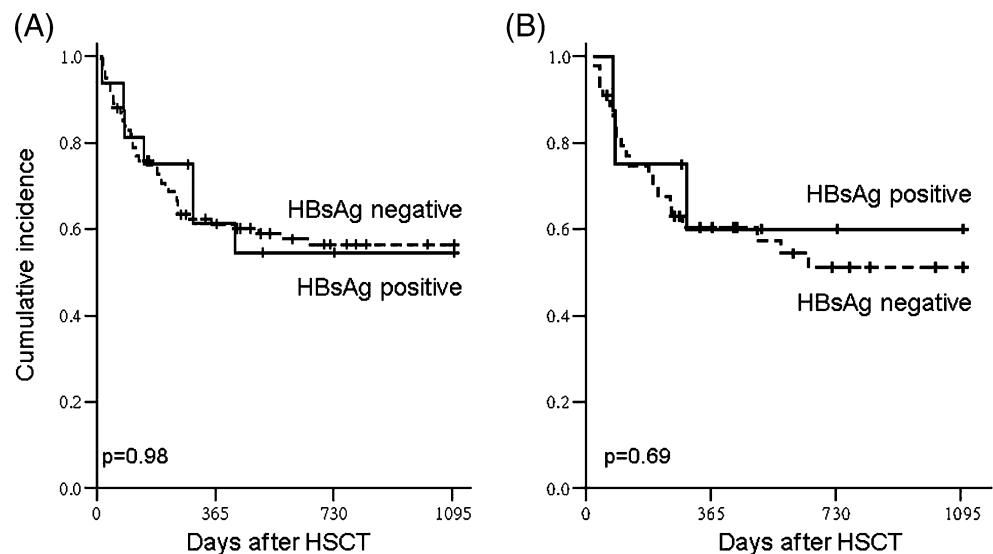 (A)
Cumulative incidence
1.0
0.8
0.6
0.4
0.2
0.0
HBsAg negative
HBsAg positive
p=0.98
0 365 730 1095
Days after HSCT
(B)
1.0
0.8
0.6
0.4
0.2
0.0
HBsAg positive
HBsAg negative
p=0.69
0 365 730 1095
Days after HSCT